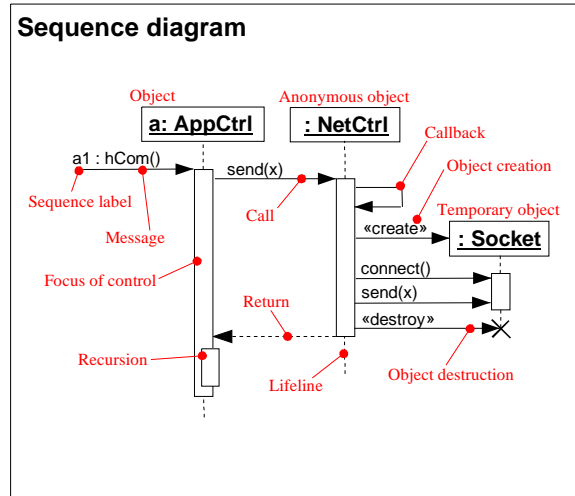 Sequence diagram
Object
Anonymous object
a: AppCtrl
: NetCtrl
Callback
a1 : hCom()
send(x)
Object creation
Sequence label
Call
Temporary object
Message
«create»
: Socket
Focus of control
connect()
send(x)
Return
«destroy»
Recursion
Lifeline
Object destruction